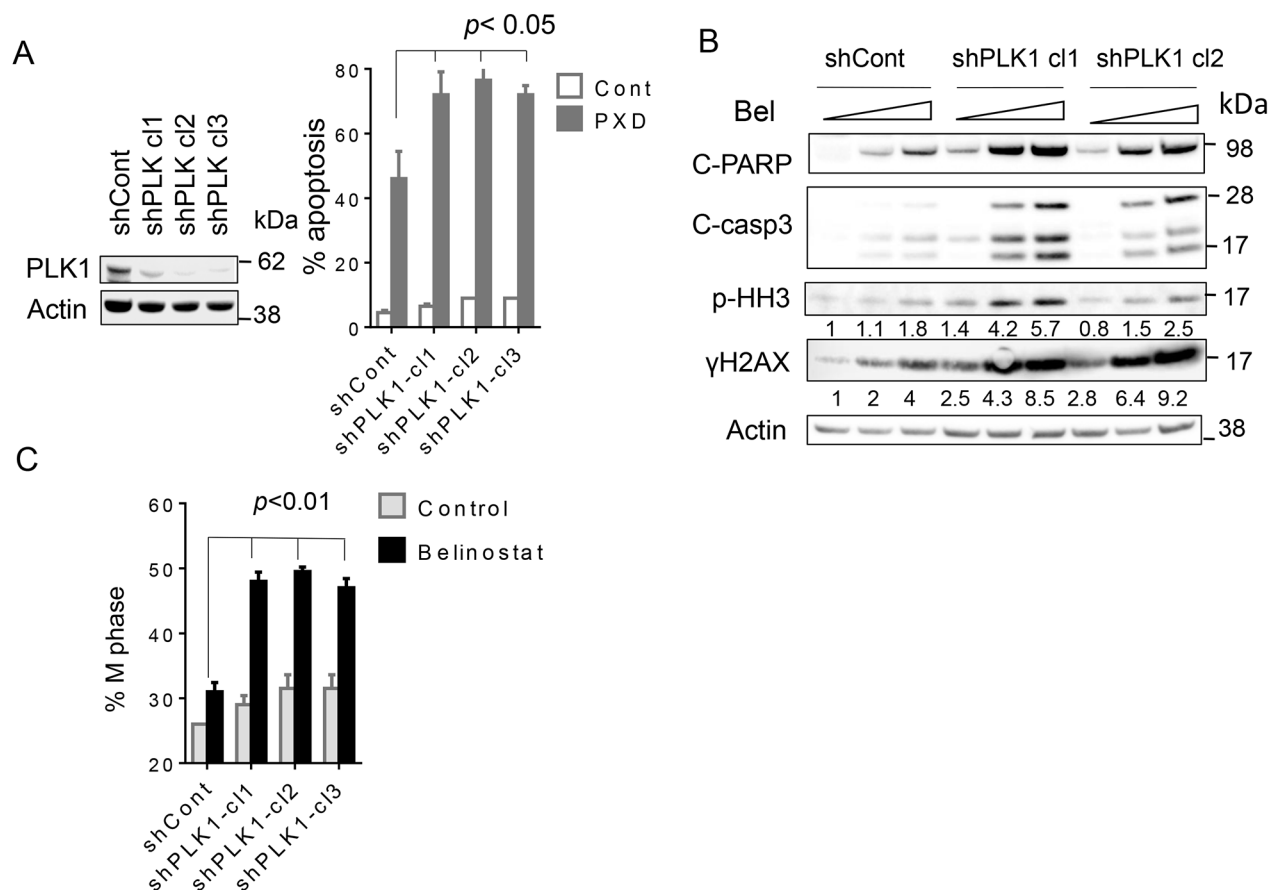 A
shCont
shPLK cl1
shPLK cl2
shPLK cl3
kDa
PLK1
62
Actin
38
p< 0.05
80
60
40
20
0
% apoptosis
Cont
PXD
shCont
shPLK1-cl1
shPLK1-cl2
shPLK1-cl3
B
shCont shPLK1 cl1 shPLK1 cl2
Bel kDa
C-PARP 98
C-casp3 28
17
p-HH3 17
1 1.1 1.8 1.4 4.2 5.7 0.8 1.5 2.5
γH2AX 17
1 2 4 2.5 4.3 8.5 2.8 6.4 9.2
Actin 38
C
p<0.01
60
50
40
30
20
% M phase
Control
Belinostat
shCont
shPLK1-cl1
shPLK1-cl2
shPLK1-cl3